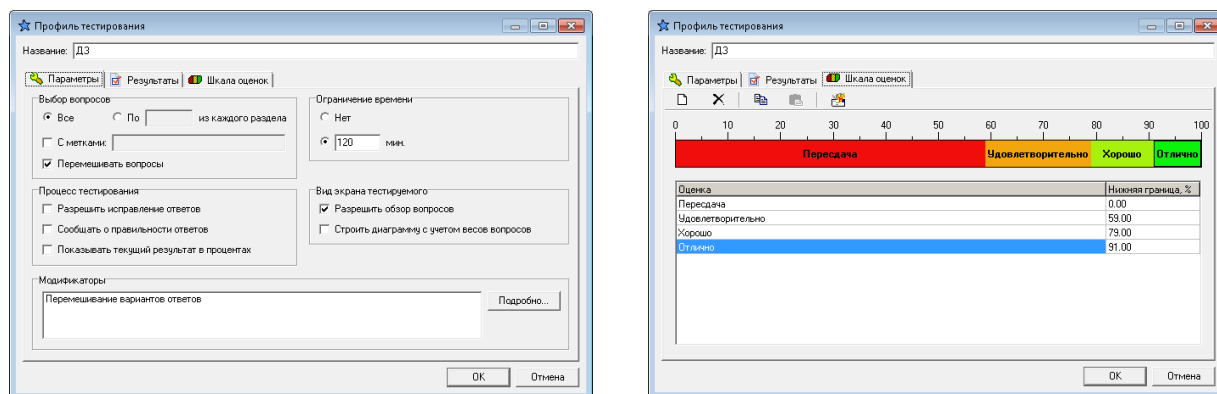 Профиль тестирования
Название: ДЗ
Параметры Результаты Шкала оценок
Выбор вопросов
Все По из каждого раздела
С метками:
Перемешивать вопросы
Ограничение времени
Нет
120 мин.
Процесс тестирования
Разрешить исправление ответов
Сообщать о правильности ответов
Показывать текущий результат в процентах
Вид экрана тестируемого
Разрешить обзор вопросов
Строить диаграмму с учетом весов вопросов
Модификаторы
Перемешивание вариантов ответов
Подробно...
OK Отмена
Профиль тестирования
Название: ДЗ
Параметры Результаты Шкала оценок
0 10 20 30 40 50 60 70 80 90 100
Пересдача Удовлетворительно Хорошо Отлично
Оценка Нижняя граница, %
Пересдача 0.00
Удовлетворительно 59.00
Хорошо 79.00
Отлично 91.00
OK Отмена